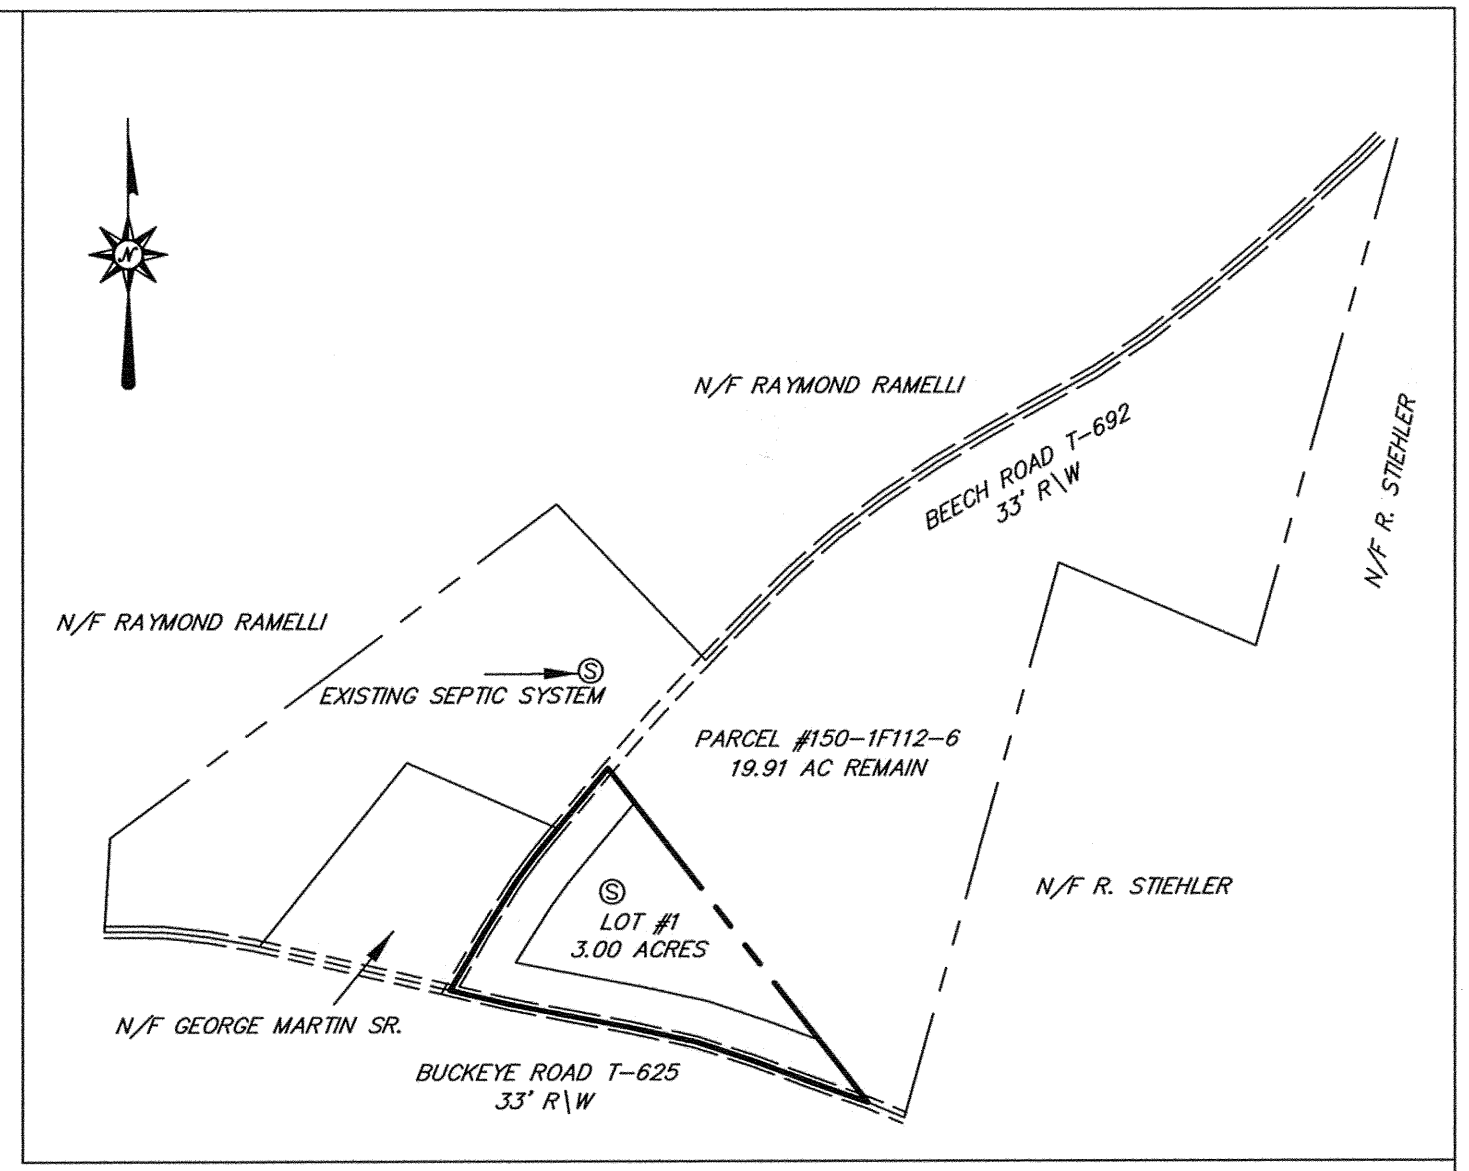 N
N/F RAYMOND RAMELLI
BEECH ROAD T-692
33' R\W
N/F R. STIEHLER
N/F RAYMOND RAMELLI
S
EXISTING SEPTIC SYSTEM
PARCEL #150-1F112-6
19.91 AC REMAIN
S
LOT #1
3.00 ACRES
N/F R. STIEHLER
N/F GEORGE MARTIN SR.
BUCKEYE ROAD T-625
33' R\W